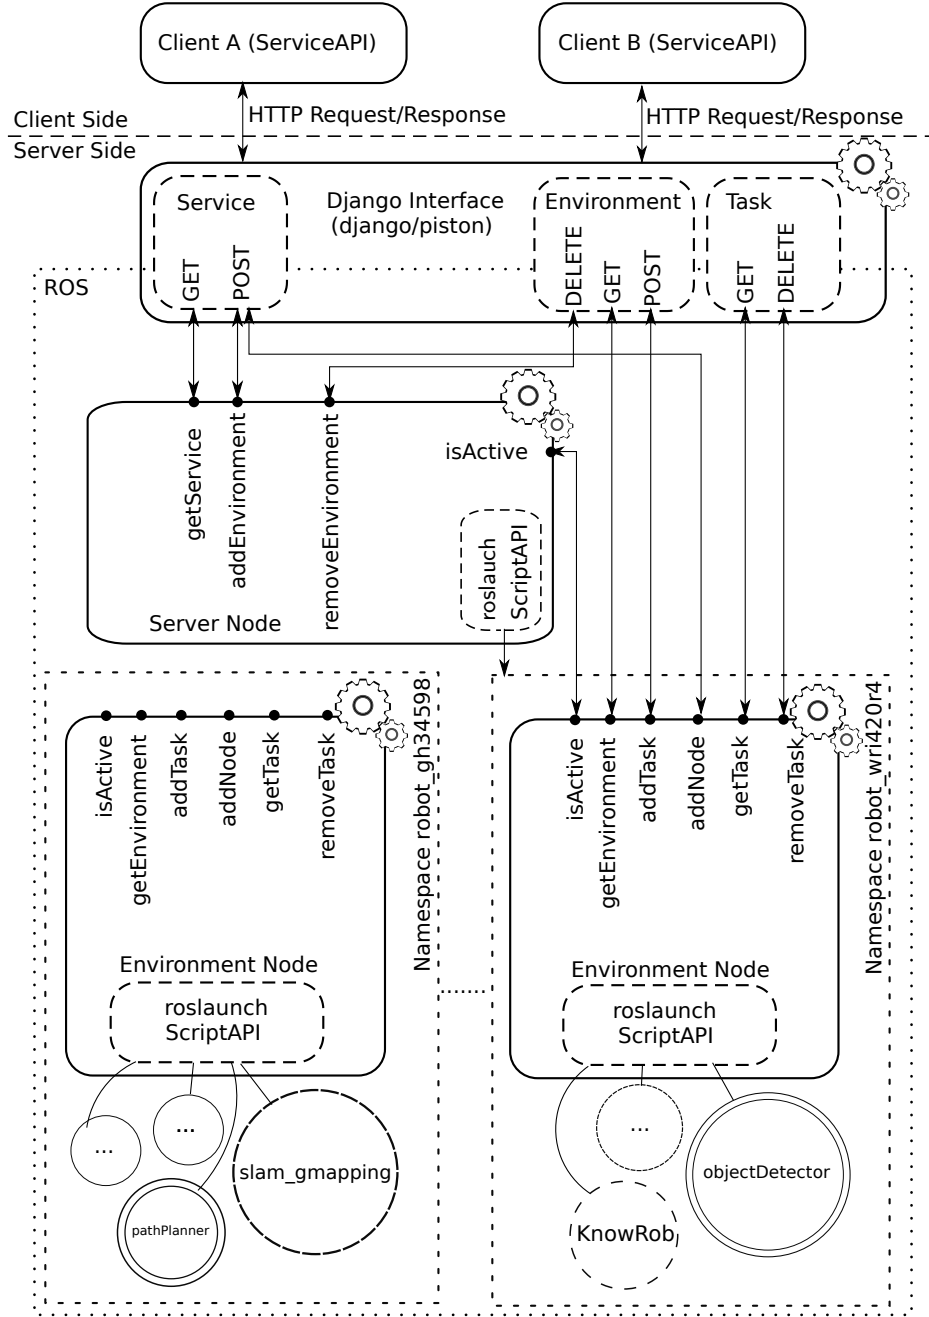 Client A (ServiceAPI)
Client B (ServiceAPI)
HTTP Request/Response
HTTP Request/Response
Client Side
Server Side
Service
GET
POST
Django Interface
(django/piston)
Environment
DELETE
GET
POST
Task
GET
DELETE
ROS
getService
addEnvironment
removeEnvironment
isActive
roslauch
ScriptAPI
Server Node
Namespace robot_gh34598
isActive
getEnvironment
addTask
addNode
getTask
removeTask
Environment Node
roslaunch
ScriptAPI
...
...
pathPlanner
slam_gmapping
Namespace robot_wri420r4
isActive
getEnvironment
addTask
addNode
getTask
removeTask
Environment Node
roslaunch
ScriptAPI
...
KnowRob
objectDetector